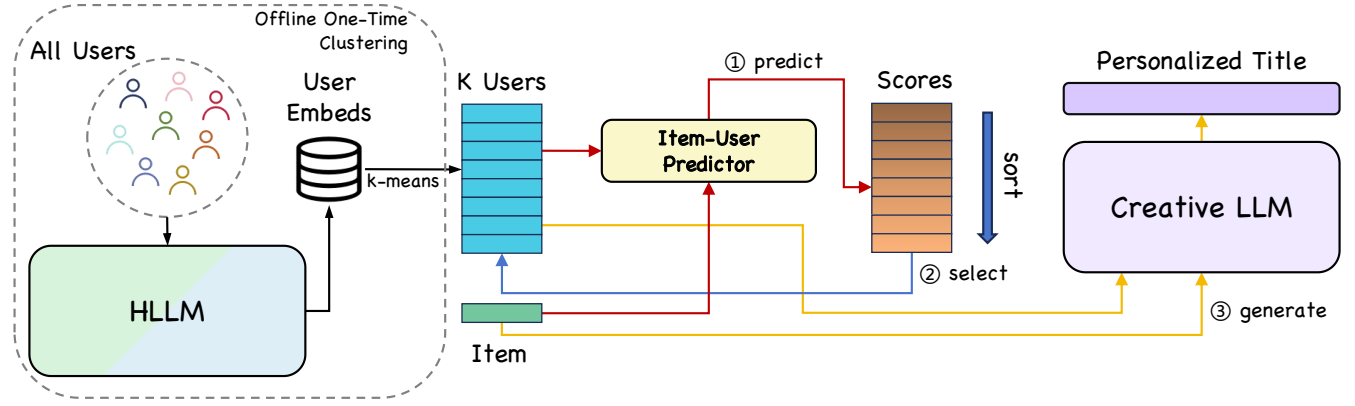 Offline One-Time
Clustering
All Users
User
Embeds
HLLM
k-means
K Users
Item
① predict
Item-User
Predictor
Scores
sort
② select
Personalized Title
Creative LLM
③ generate